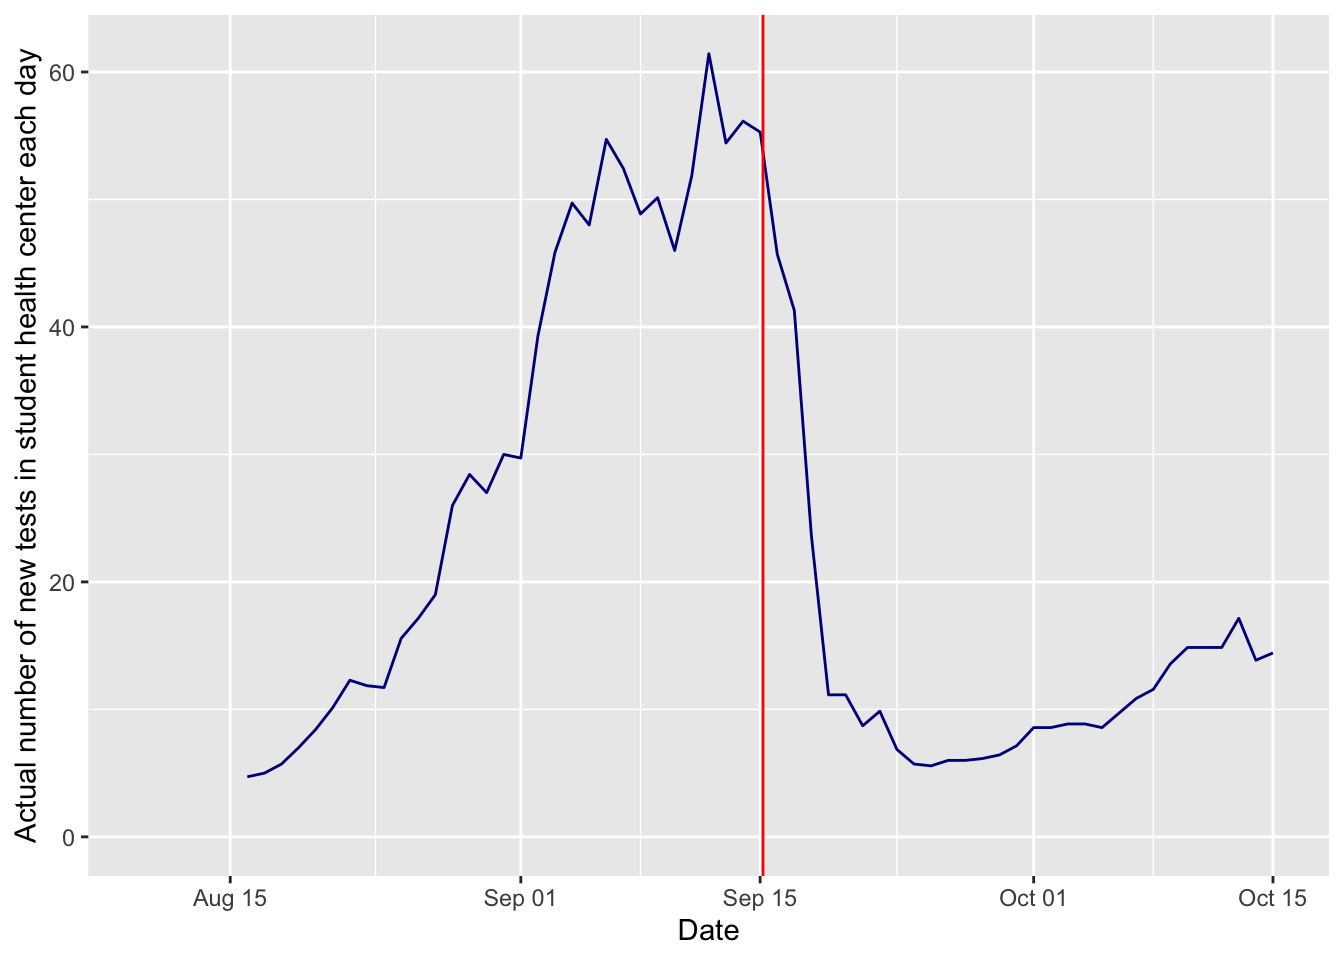 Actual number of new tests in student health center each day
60
40
20
0
Aug 15
Sep 01
Sep 15
Oct 01
Oct 15
Date